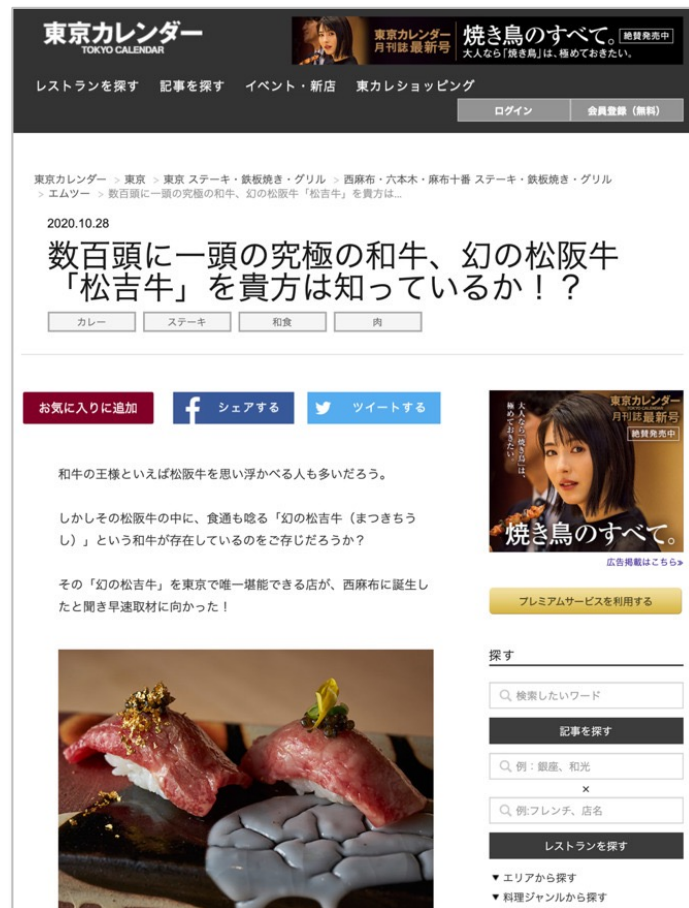 東京カレンダー
TOKYO CALENDAR
東京カレンダー
月刊誌最新号
焼き鳥のすべて。
絶賛発売中
大人なら「焼き鳥」は、極めておきたい。
レストランを探す 記事を探す イベント・新店 東カレショッピング
ログイン 会員登録（無料）
東京カレンダー > 東京 > 東京 ステーキ・鉄板焼き・グリル > 西麻布・六本木・麻布十番 ステーキ・鉄板焼き・グリル
> エムツー > 数百頭に一頭の究極の和牛、幻の松阪牛「松吉牛」を貴方は...
2020.10.28
数百頭に一頭の究極の和牛、幻の松阪牛
「松吉牛」を貴方は知っているか！？
カレー ステーキ 和食 肉
お気に入りに追加 シェアする ツイートする
和牛の王様といえば松阪牛を思い浮かべる人も多いだろう。
しかしその松阪牛の中に、食通も唸る「幻の松吉牛（まつきちう
し）」という和牛が存在しているのをご存じだろうか？
その「幻の松吉牛」を東京で唯一堪能できる店が、西麻布に誕生し
たと聞き早速取材に向かった！
東京カレンダー
TOKYO CALENDAR
月刊誌最新号
絶賛発売中
大人なら「焼き鳥」は、
極めておきたい。
焼き鳥のすべて。
広告掲載はこちら»
プレミアムサービスを利用する
探す
検索したいワード
記事を探す
例：銀座、和光
×
例:フレンチ、店名
レストランを探す
▼ エリアから探す
▼ 料理ジャンルから探す